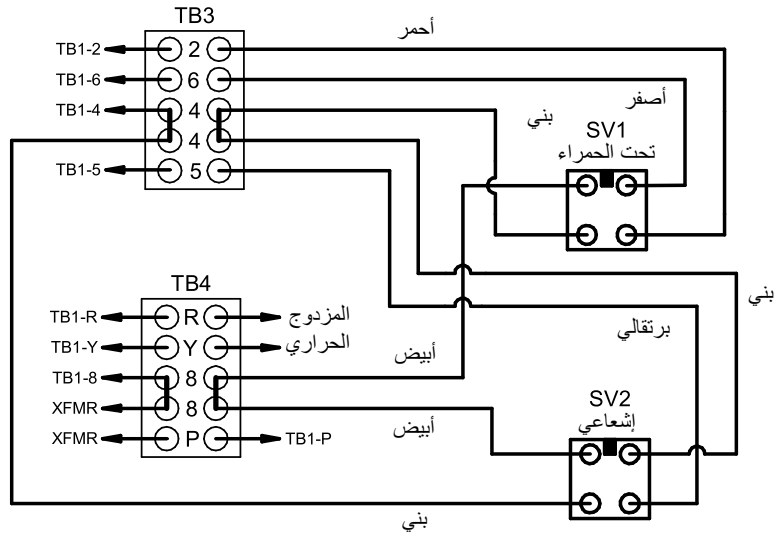 TB3
أحمر
TB1-2 2
TB1-6 6
أصفر
TB1-4 4
بني
SV1
تحت الحمراء
4
TB1-5 5
TB4
بني
TB1-R R المزدوج
برتقالي
TB1-Y Y الحراري
أبيض
TB1-8 8
SV2
XFMR 8
إشعاعي
أبيض
XFMR P TB1-P
بني